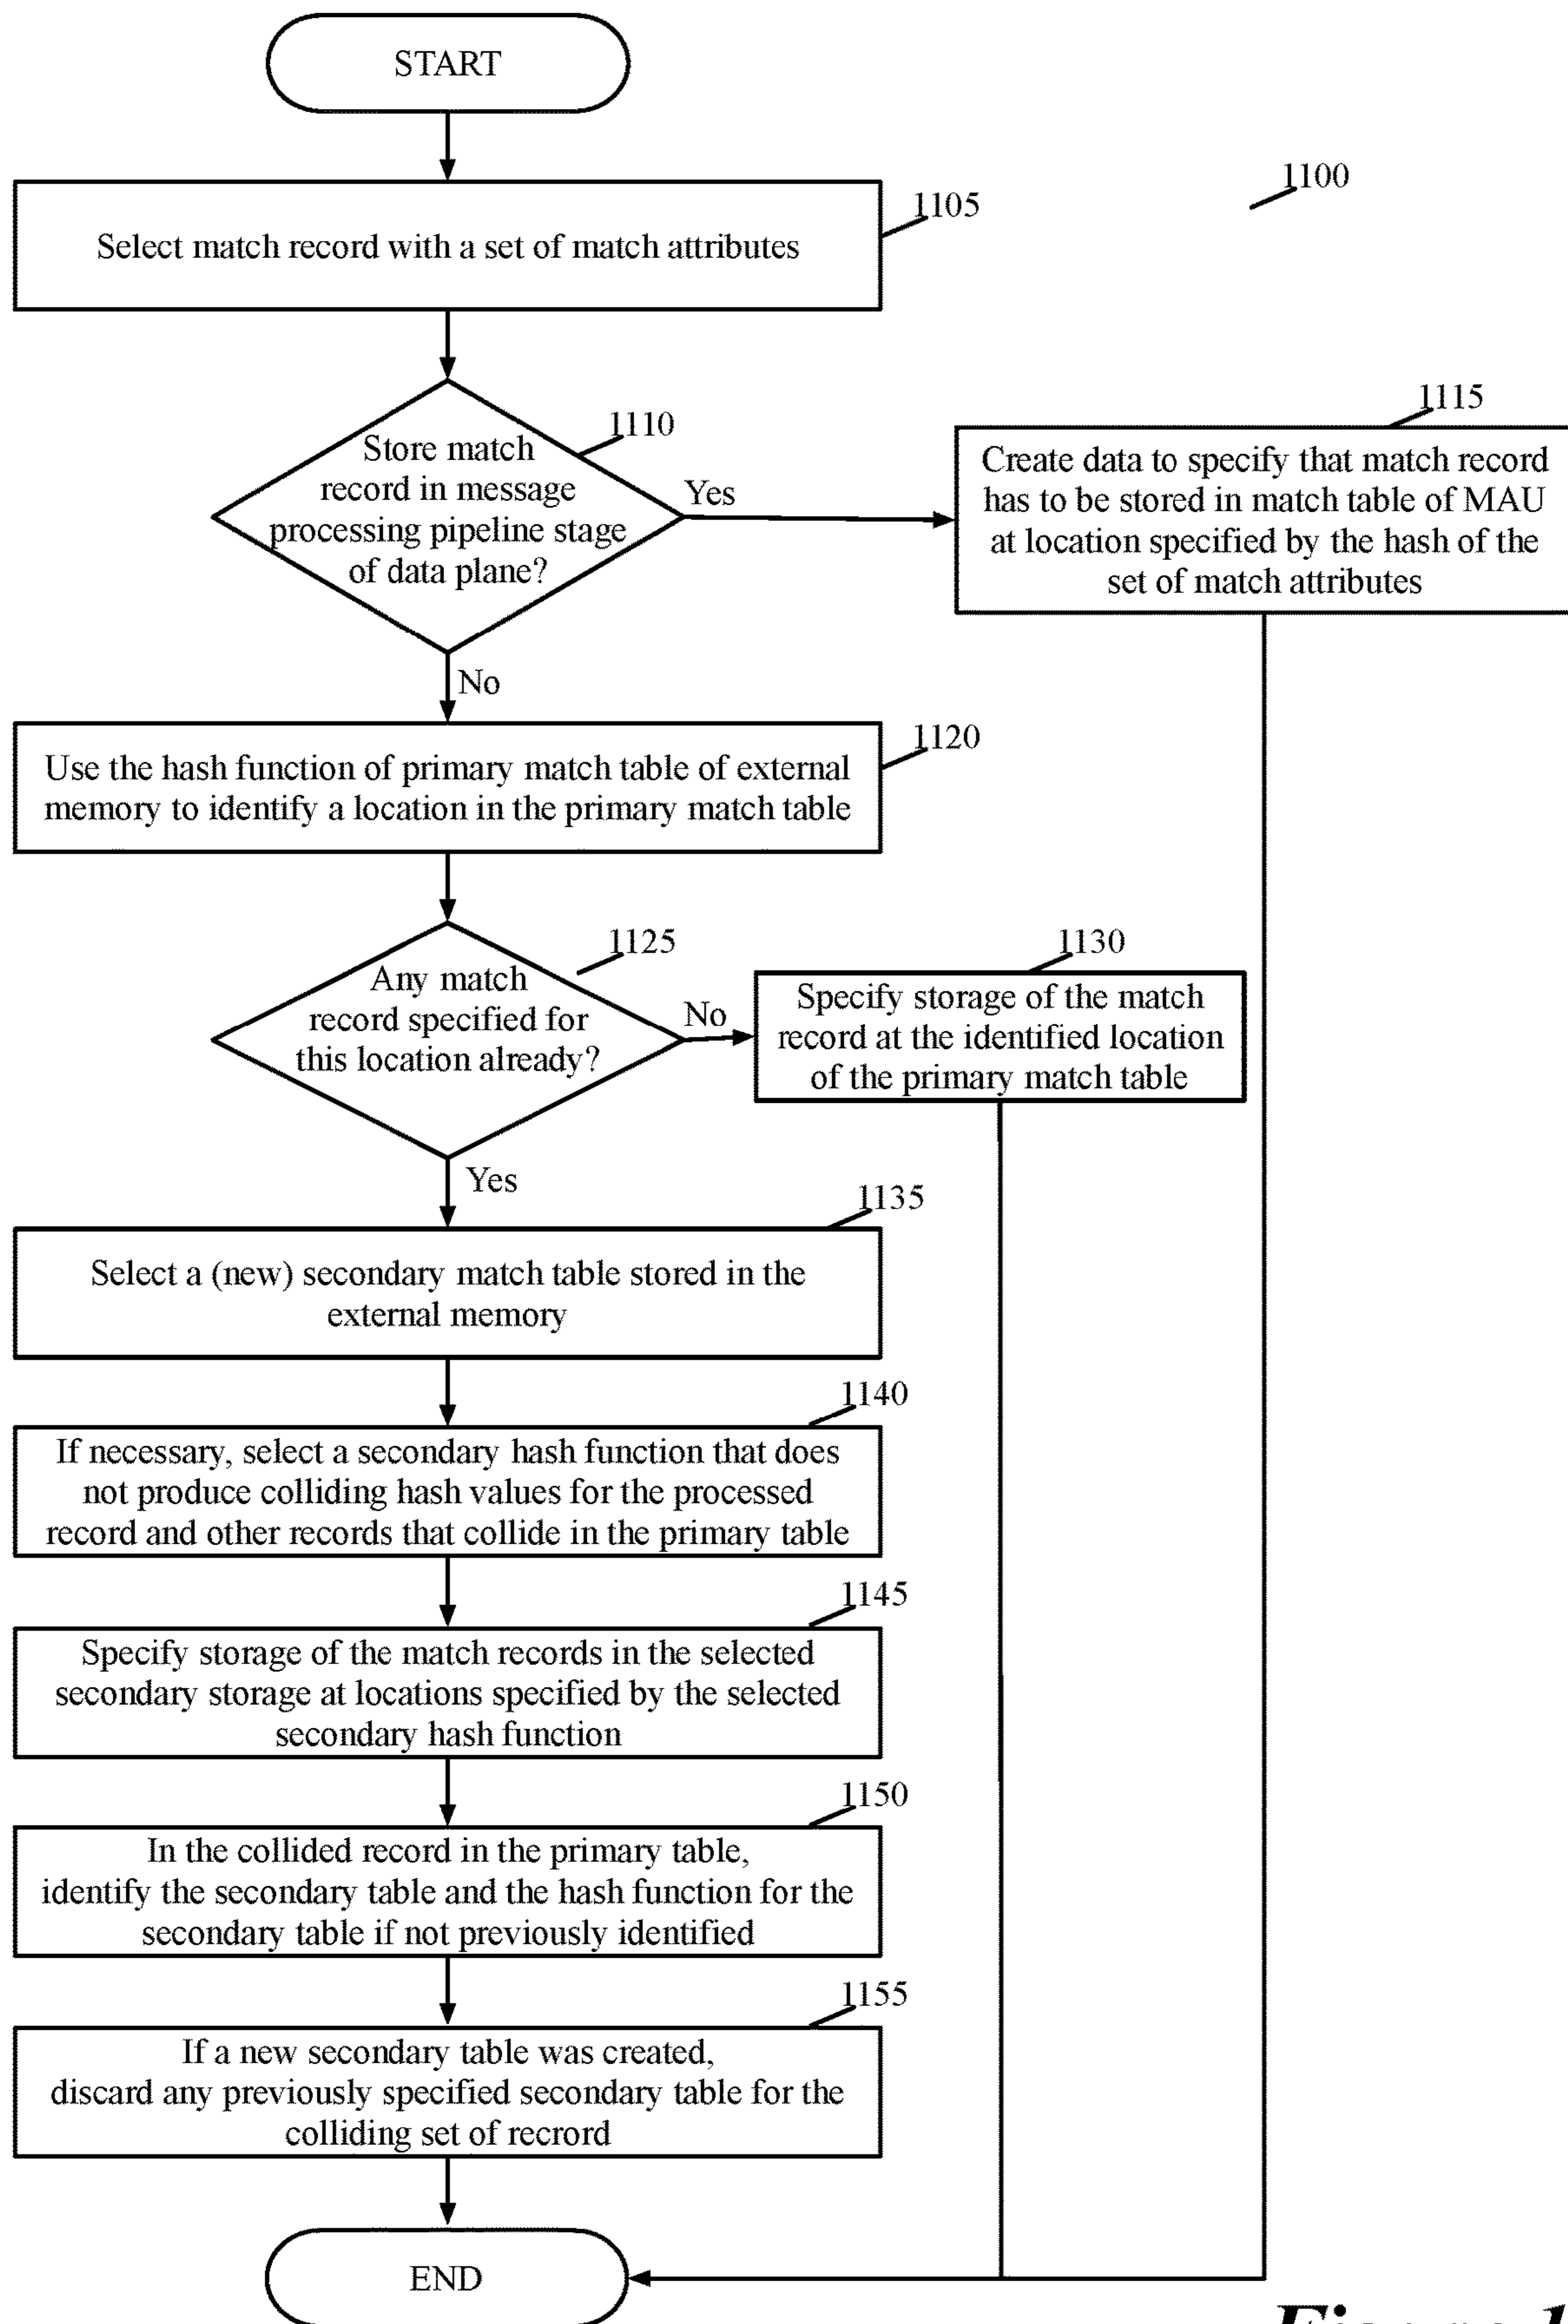 START
1100
1105
Select match record with a set of match attributes
1110
Store match
record in message
processing pipeline stage
of data plane?
Yes
1115
Create data to specify that match record
has to be stored in match table of MAU
at location specified by the hash of the
set of match attributes
No
1120
Use the hash function of primary match table of external
memory to identify a location in the primary match table
1125
Any match
record specified for
this location already?
No
1130
Specify storage of the match
record at the identified location
of the primary match table
Yes
1135
Select a (new) secondary match table stored in the
external memory
1140
If necessary, select a secondary hash function that does
not produce colliding hash values for the processed
record and other records that collide in the primary table
1145
Specify storage of the match records in the selected
secondary storage at locations specified by the selected
secondary hash function
1150
In the collided record in the primary table,
identify the secondary table and the hash function for the
secondary table if not previously identified
1155
If a new secondary table was created,
discard any previously specified secondary table for the
colliding set of recrord
END